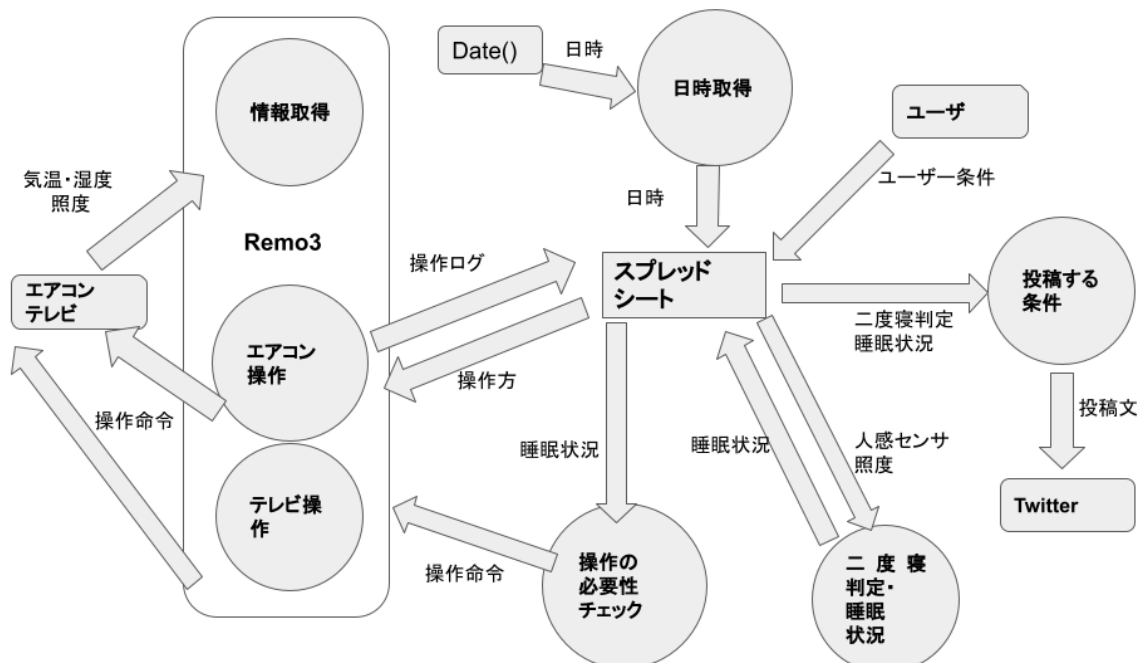 Date()
日時
日時取得
情報取得
ユーザ
気温・湿度
照度
ユーザー条件
日時
Remo3
操作ログ
スプレッド
シート
投稿する
条件
エアコン
テレビ
二度寝判定
睡眠状況
エアコン
操作
操作方
操作命令
投稿文
睡眠状況
睡眠状況
人感センサ
照度
テレビ操
作
Twitter
操作命令
操作の
必要性
チェック
二 度 寝
判定・
睡眠
状況